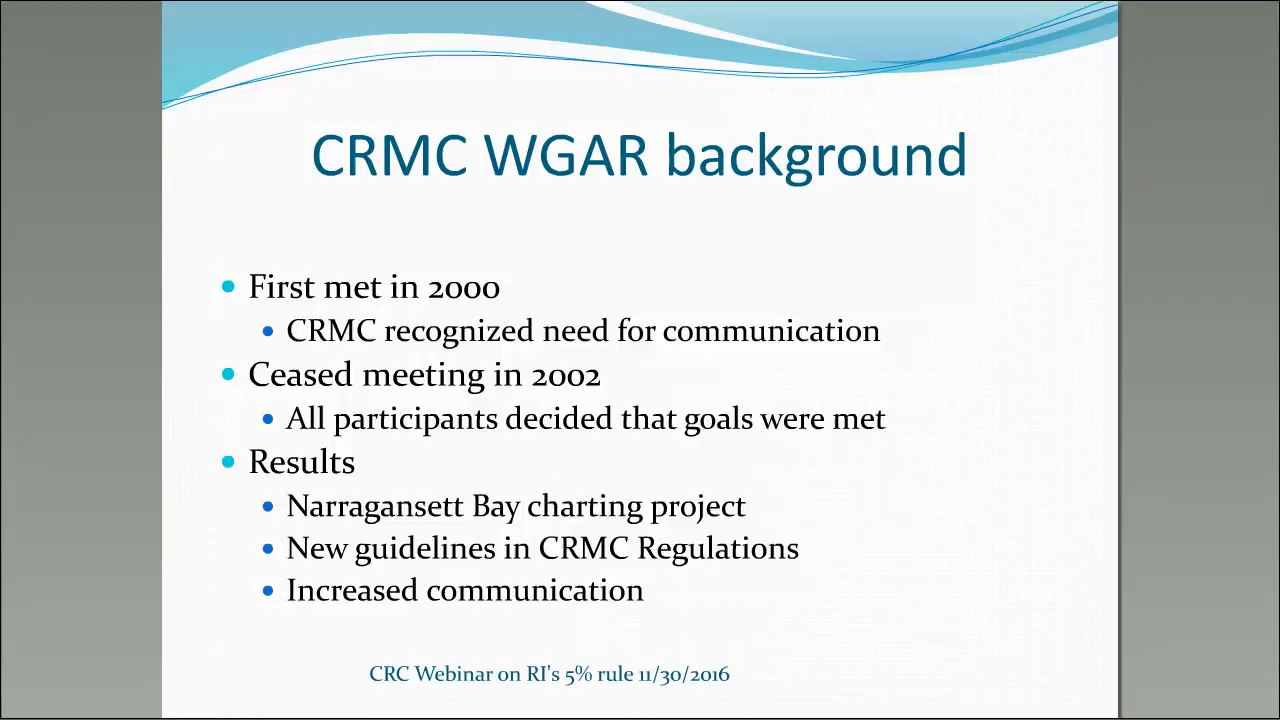 CRMC WGAR background
First met in 2000
CRMC recognized need for communication
Ceased meeting in 2002
All participants decided that goals were met
Results
Narragansett Bay charting project
New guidelines in CRMC Regulations
Increased communication
CRC Webinar on RI's 5% rule 11/30/2016